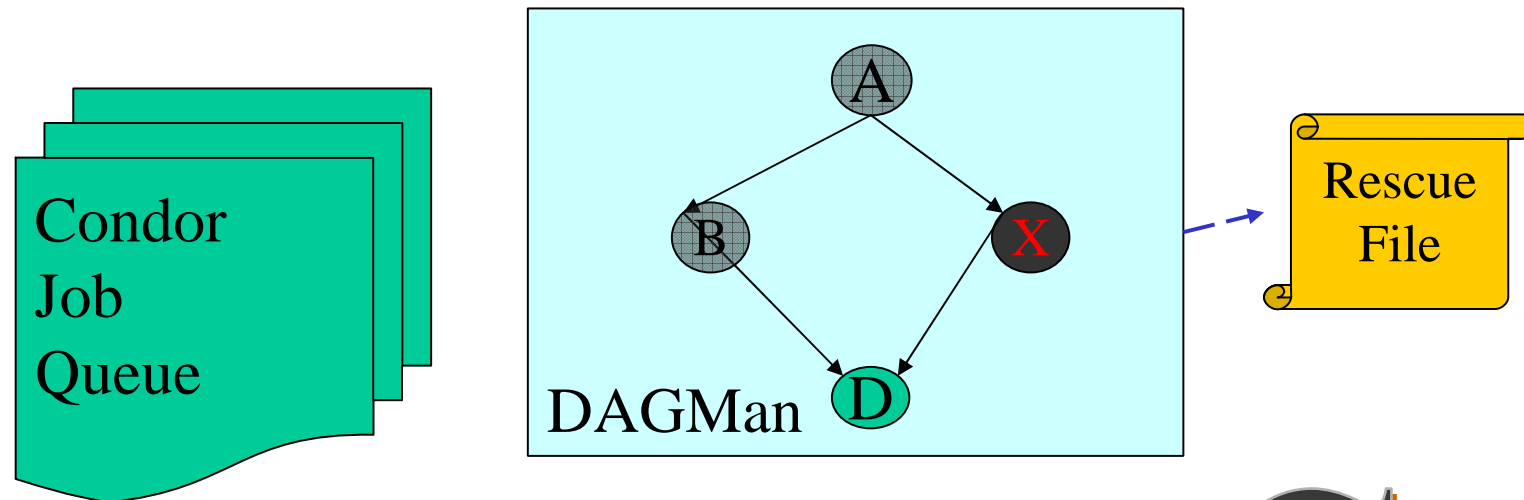 Condor
Job
Queue
A
B
X
D
DAGMan
Rescue
File